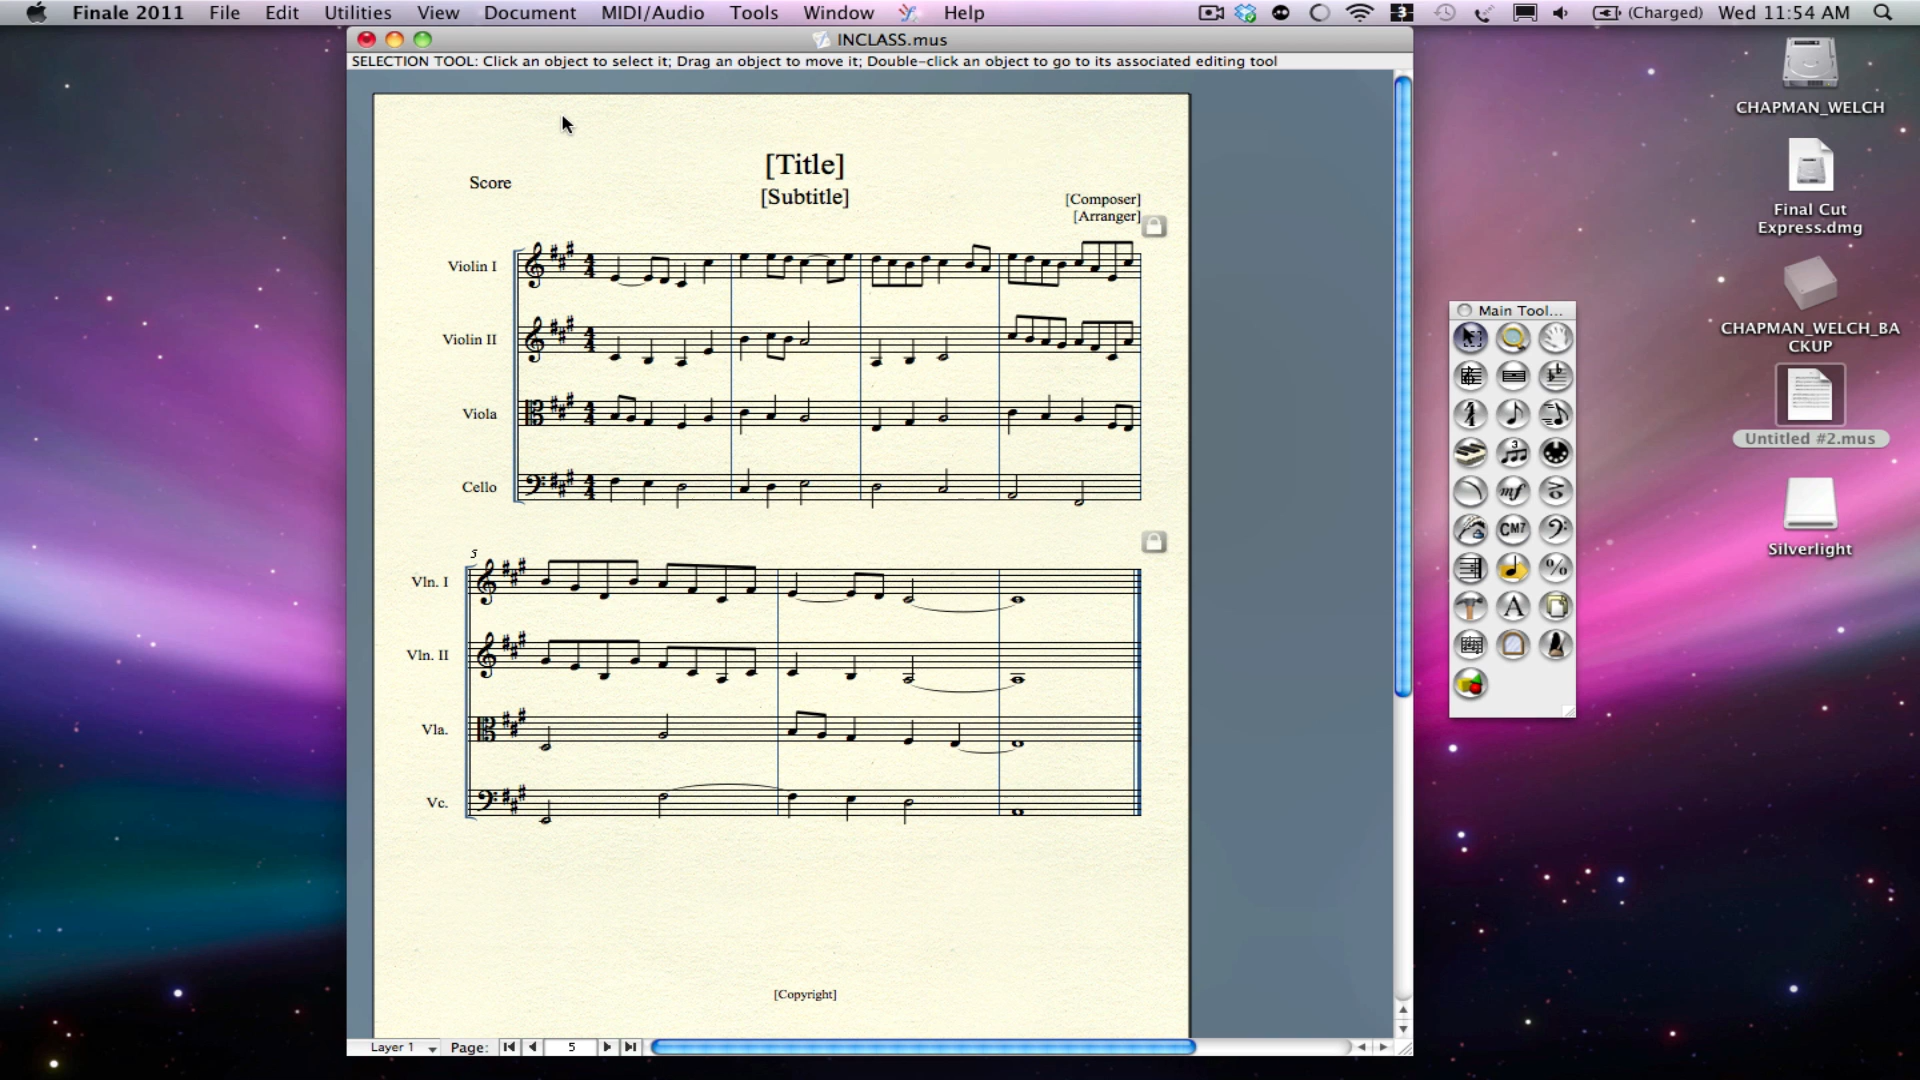 Finale 2011 File Edit Utilities View Document MIDI/Audio Tools Window Help 3 (Charged) Wed 11:54 AM
INCLASS.mus
SELECTION TOOL: Click an object to select it; Drag an object to move it; Double-click an object to go to its associated editing tool
[Title]
Score
[Subtitle]
[Composer]
[Arranger]
Violin I
Violin II
Viola
Cello
5
Vln. I
Vln. II
Vla.
Vc.
[Copyright]
Layer 1 Page: 5
Main Tool...
3
mf
CM7
%
A
CHAPMAN_WELCH
Final Cut
Express.dmg
CHAPMAN_WELCH_BA
CKUP
Untitled #2.mus
Silverlight